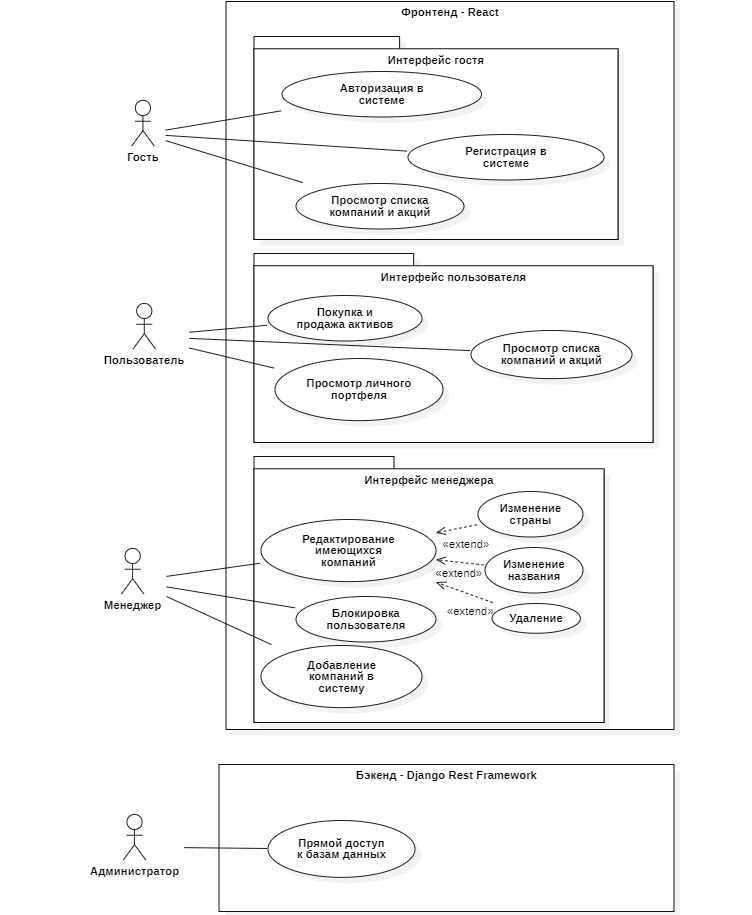 Фронтенд - React
Интерфейс гостя
Авторизация в
системе
Регистрация в
системе
Гость
Просмотр списка
компаний и акций
Интерфейс пользователя
Покупка и
продажа активов
Просмотр списка
компаний и акций
Пользователь
Просмотр личного
портфеля
Интерфейс менеджера
Изменение
страны
Редактирование
имеющихся
компаний
«extend»
Изменение
названия
«extend»
Менеджер
Блокировка
пользователя
«extend»
Удаление
Добавление
компаний в
систему
Бэкенд - Django Rest Framework
Прямой доступ
к базам данных
Администратор